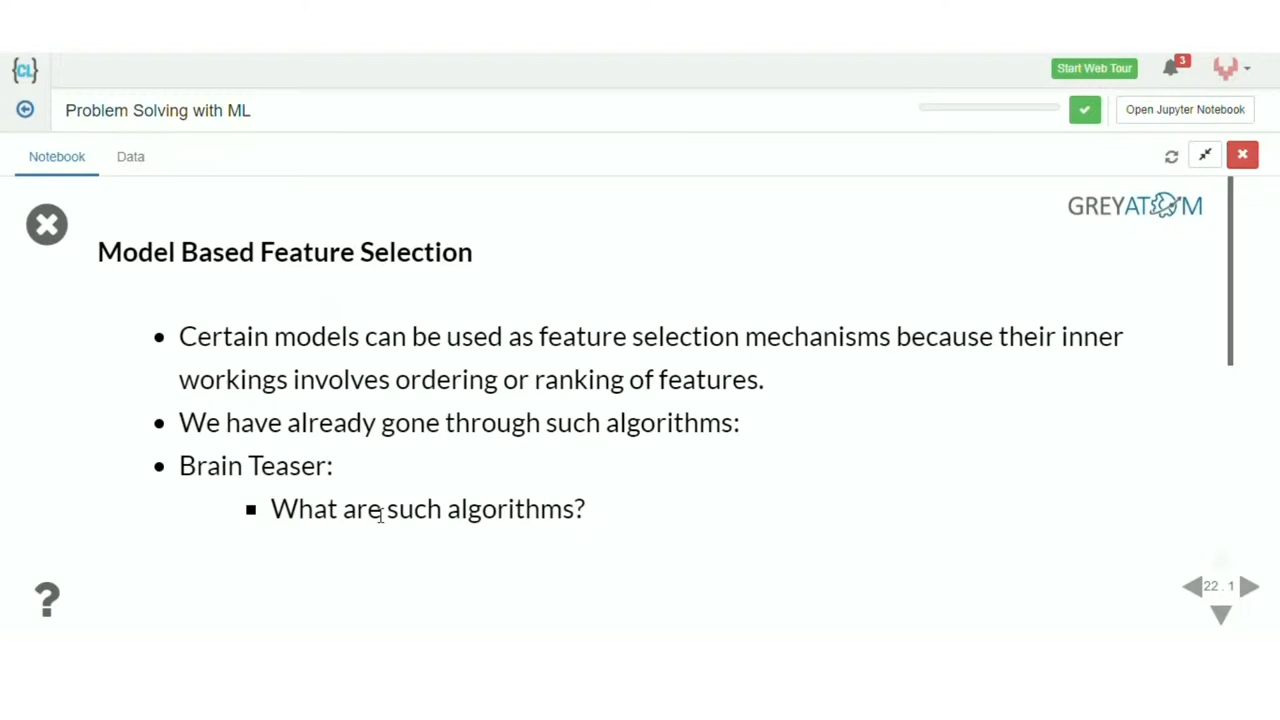 {CL}
Start Web Tour
3
Problem Solving with ML
Open Jupyter Notebook
Notebook
Data
GREYATOM
Model Based Feature Selection
Certain models can be used as feature selection mechanisms because their inner
workings involves ordering or ranking of features.
We have already gone through such algorithms:
Brain Teaser:
What are such algorithms?
?
22.1